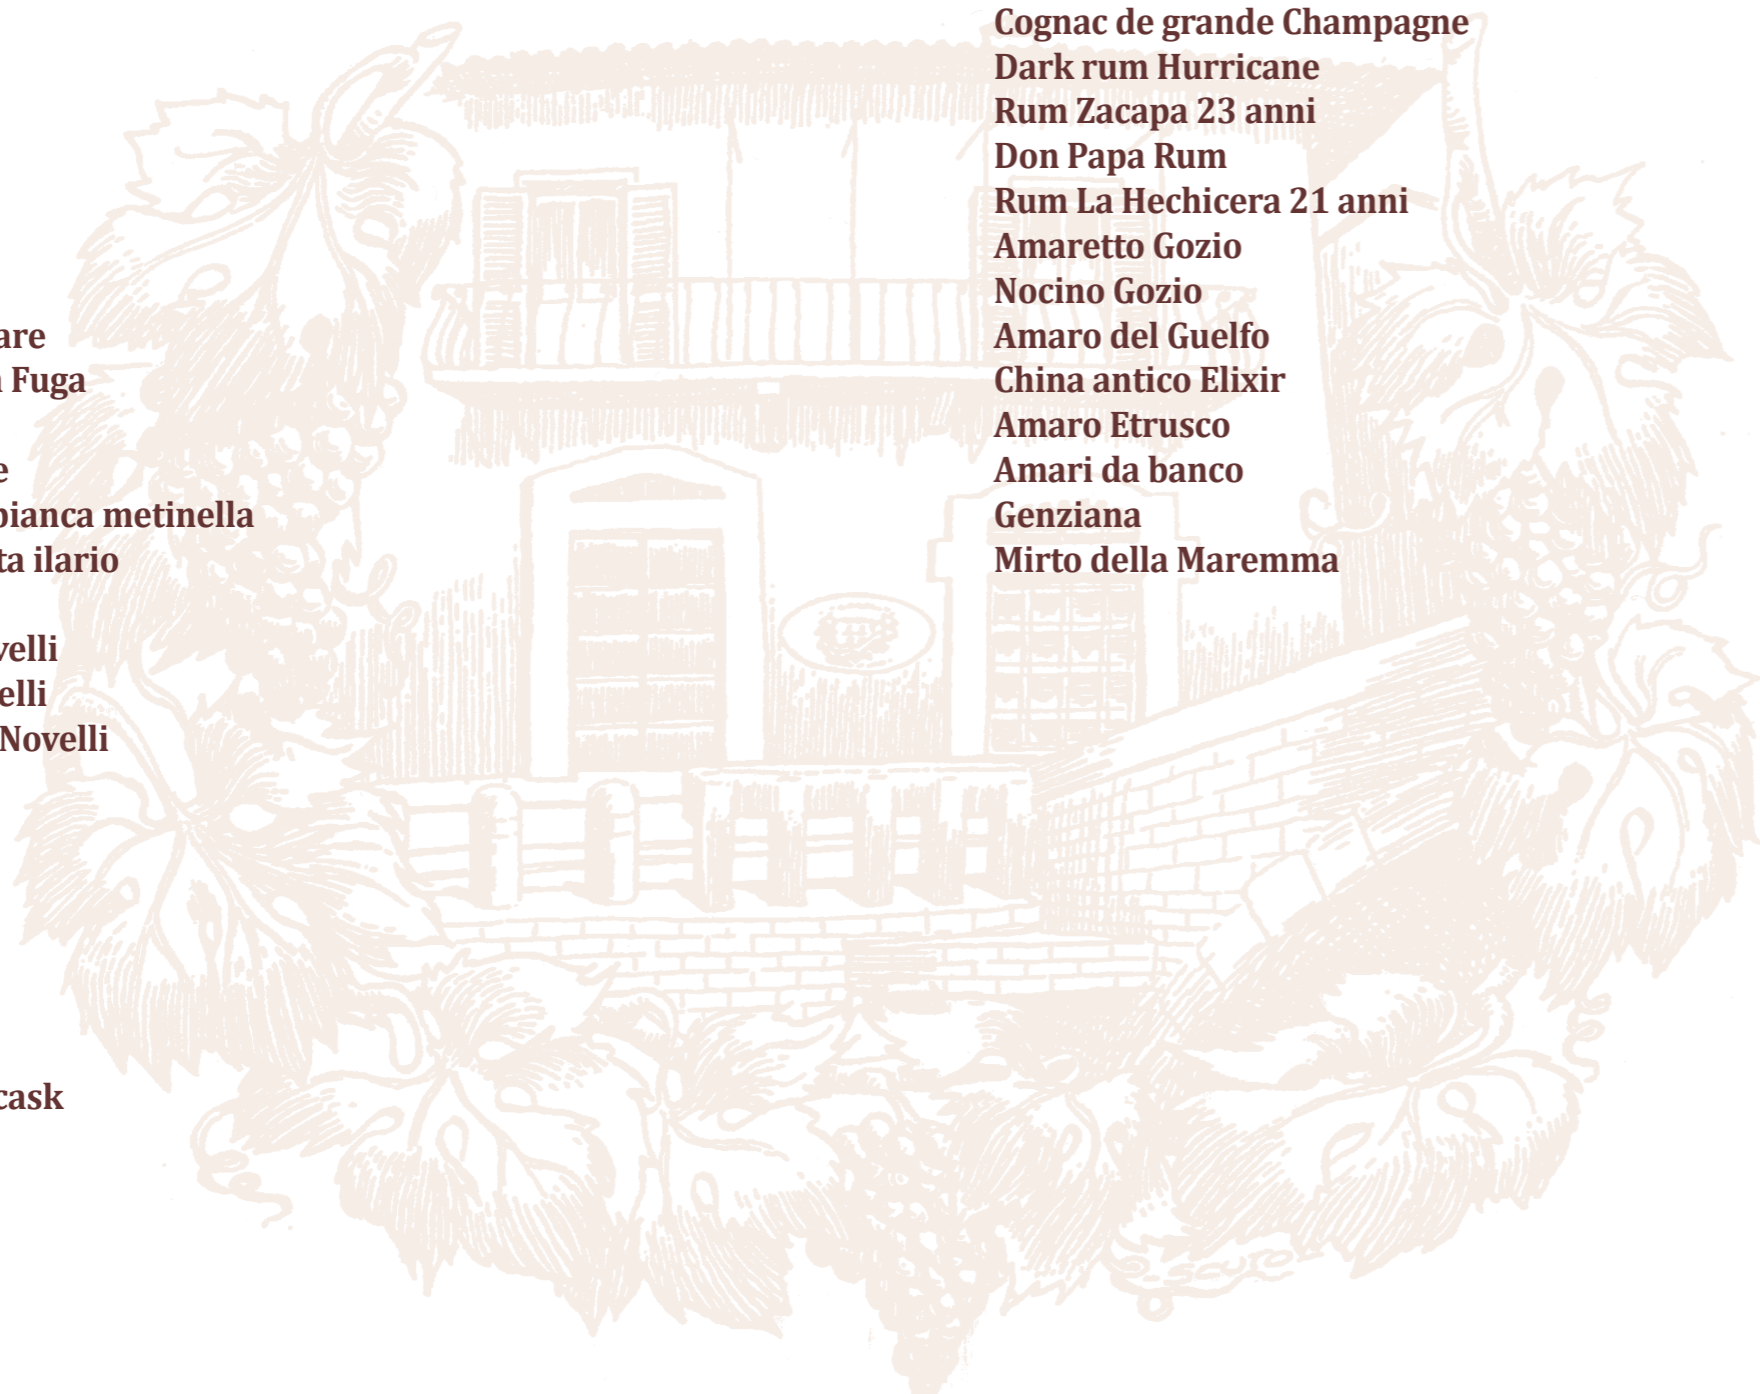 are
Fuga
e
bianca metinella
ta ilario
velli
elli
Novelli
cask
Cognac de grande Champagne
Dark rum Hurricane
Rum Zacapa 23 anni
Don Papa Rum
Rum La Hechicera 21 anni
Amaretto Gozio
Nocino Gozio
Amaro del Guelfo
China antico Elixir
Amaro Etrusco
Amari da banco
Genziana
Mirto della Maremma
SCUTO